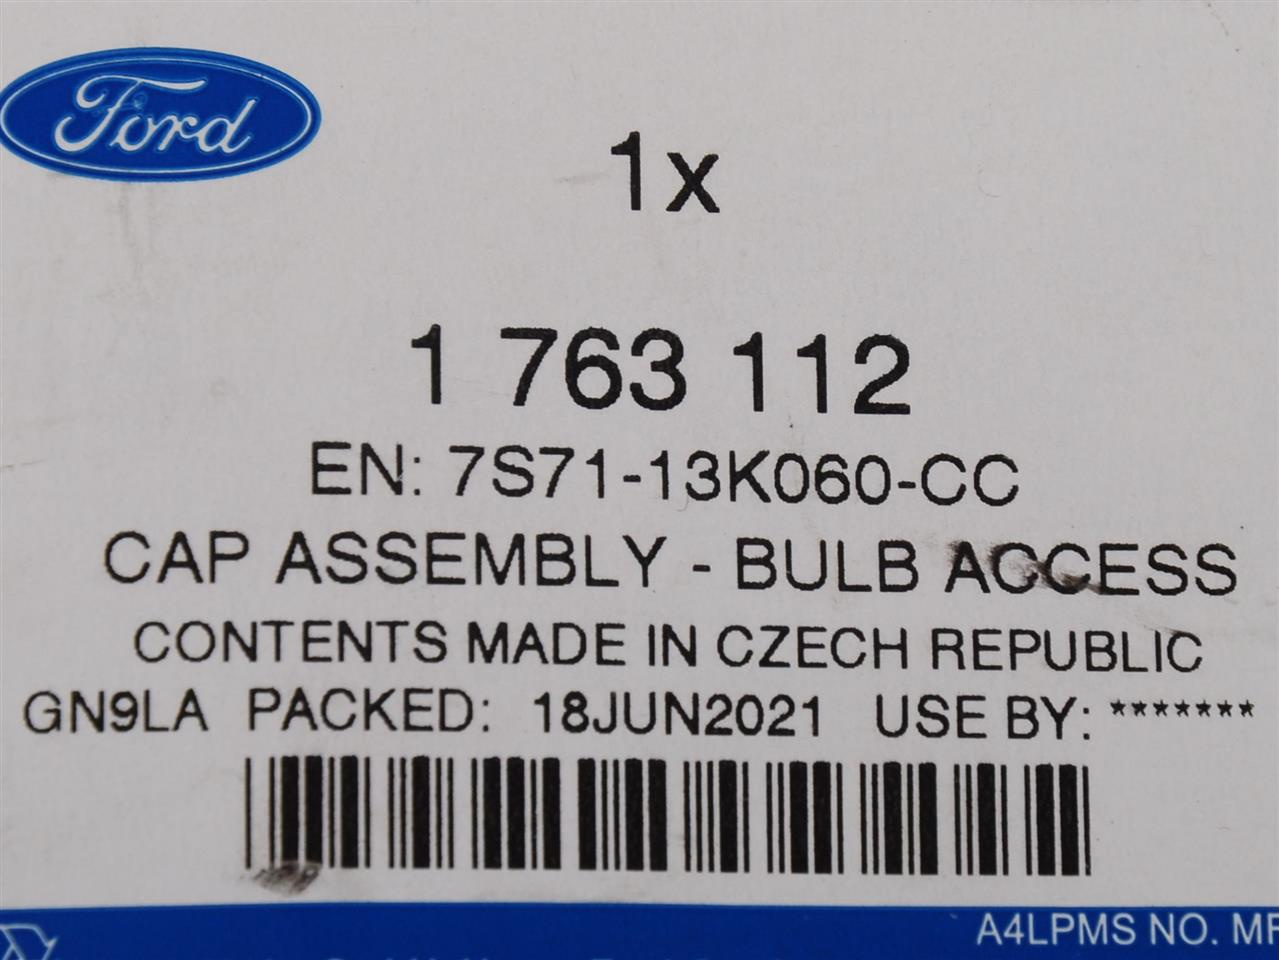 Ford
1x
1 763 112
EN: 7S71-13K060-CC
CAP ASSEMBLY - BULB ACCESS
CONTENTS MADE IN CZECH REPUBLIC
GN9LA PACKED: 18JUN2021 USE BY: *******
A4LPMS NO. MP